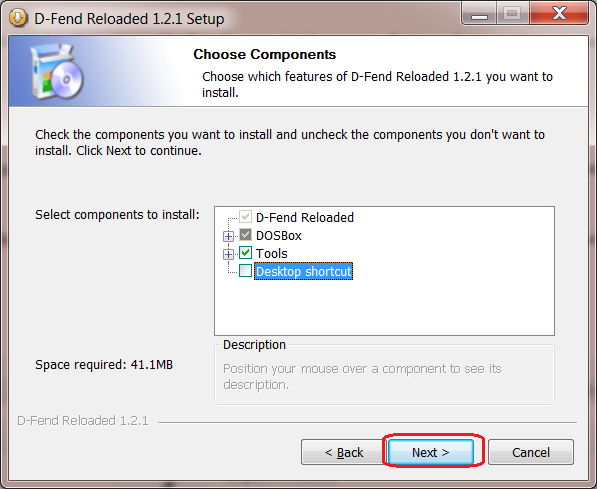 D-Fend Reloaded 1.2.1 Setup
Choose Components
Choose which features of D-Fend Reloaded 1.2.1 you want to
install.
Check the components you want to install and uncheck the components you don't want to
install. Click Next to continue.
Select components to install:
D-Fend Reloaded
DOSBox
Tools
Desktop shortcut
Space required: 41.1MB
Description
Position your mouse over a component to see its
description.
D-Fend Reloaded 1.2.1
< Back
Next >
Cancel